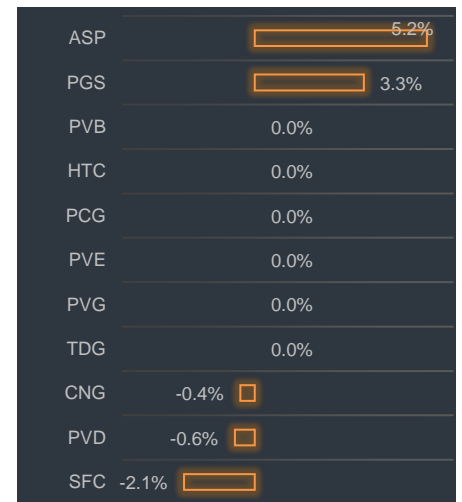 ASP 5.2%
PGS 3.3%
PVB 0.0%
HTC 0.0%
PCG 0.0%
PVE 0.0%
PVG 0.0%
TDG 0.0%
CNG -0.4%
PVD -0.6%
SFC -2.1%